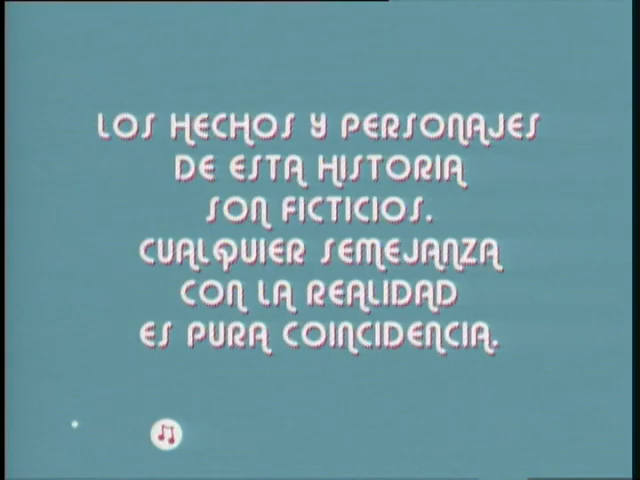 LOS HECHOS Y PERSONAJES
DE ESTA HISTORIA
SON FICTICIOS.
CUALQUIER SEMEJANZA
CON LA REALIDAD
ES PURA COINCIDENCIA.